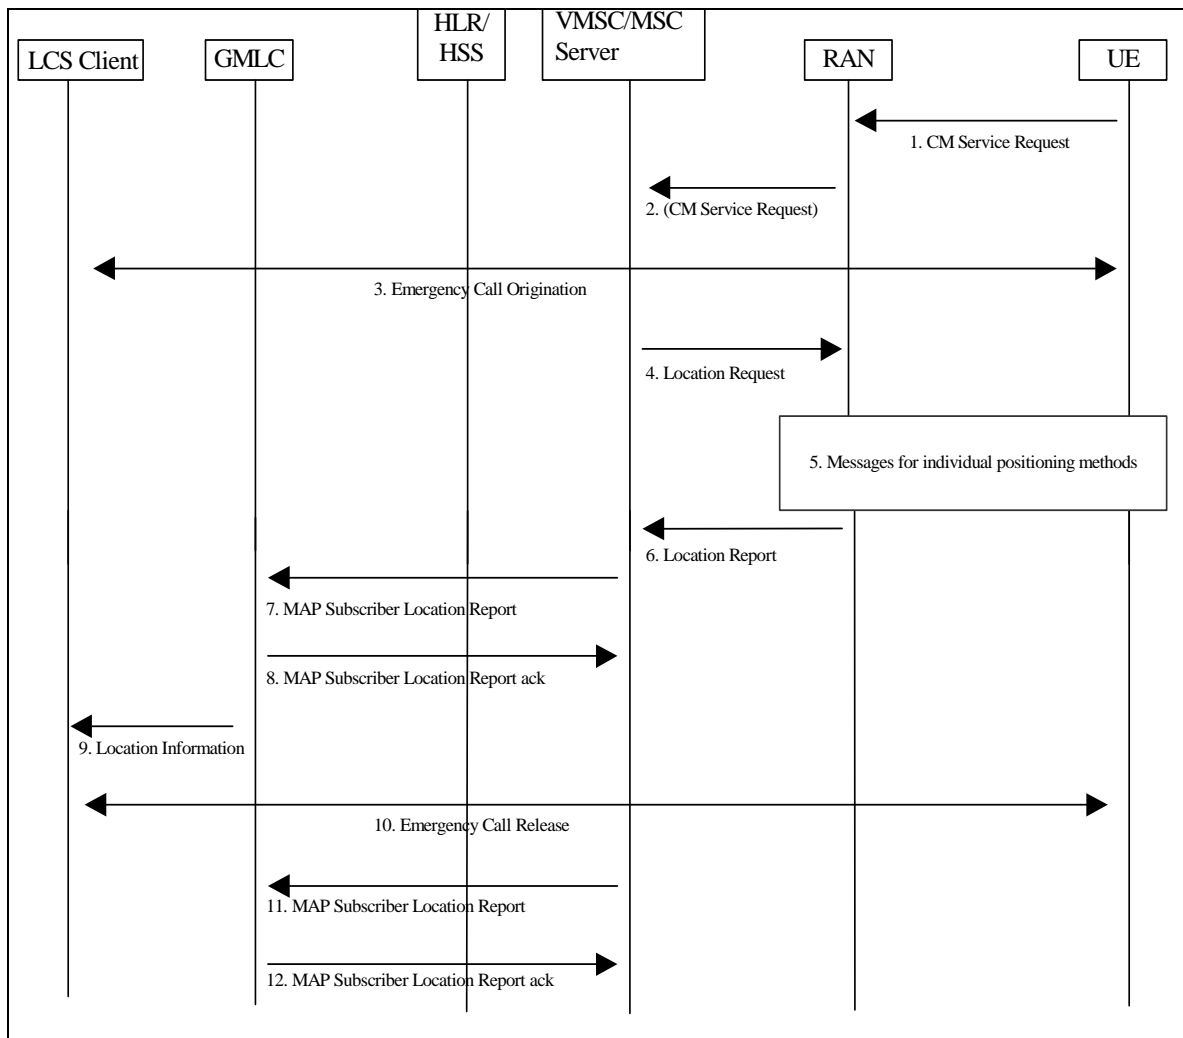 HLR/
HSS
VMSC/MSC
Server
LCS Client
GMLC
RAN
UE
1. CM Service Request
2. (CM Service Request)
3. Emergency Call Origination
4. Location Request
5. Messages for individual positioning methods
6. Location Report
7. MAP Subscriber Location Report
8. MAP Subscriber Location Report ack
9. Location Information
10. Emergency Call Release
11. MAP Subscriber Location Report
12. MAP Subscriber Location Report ack